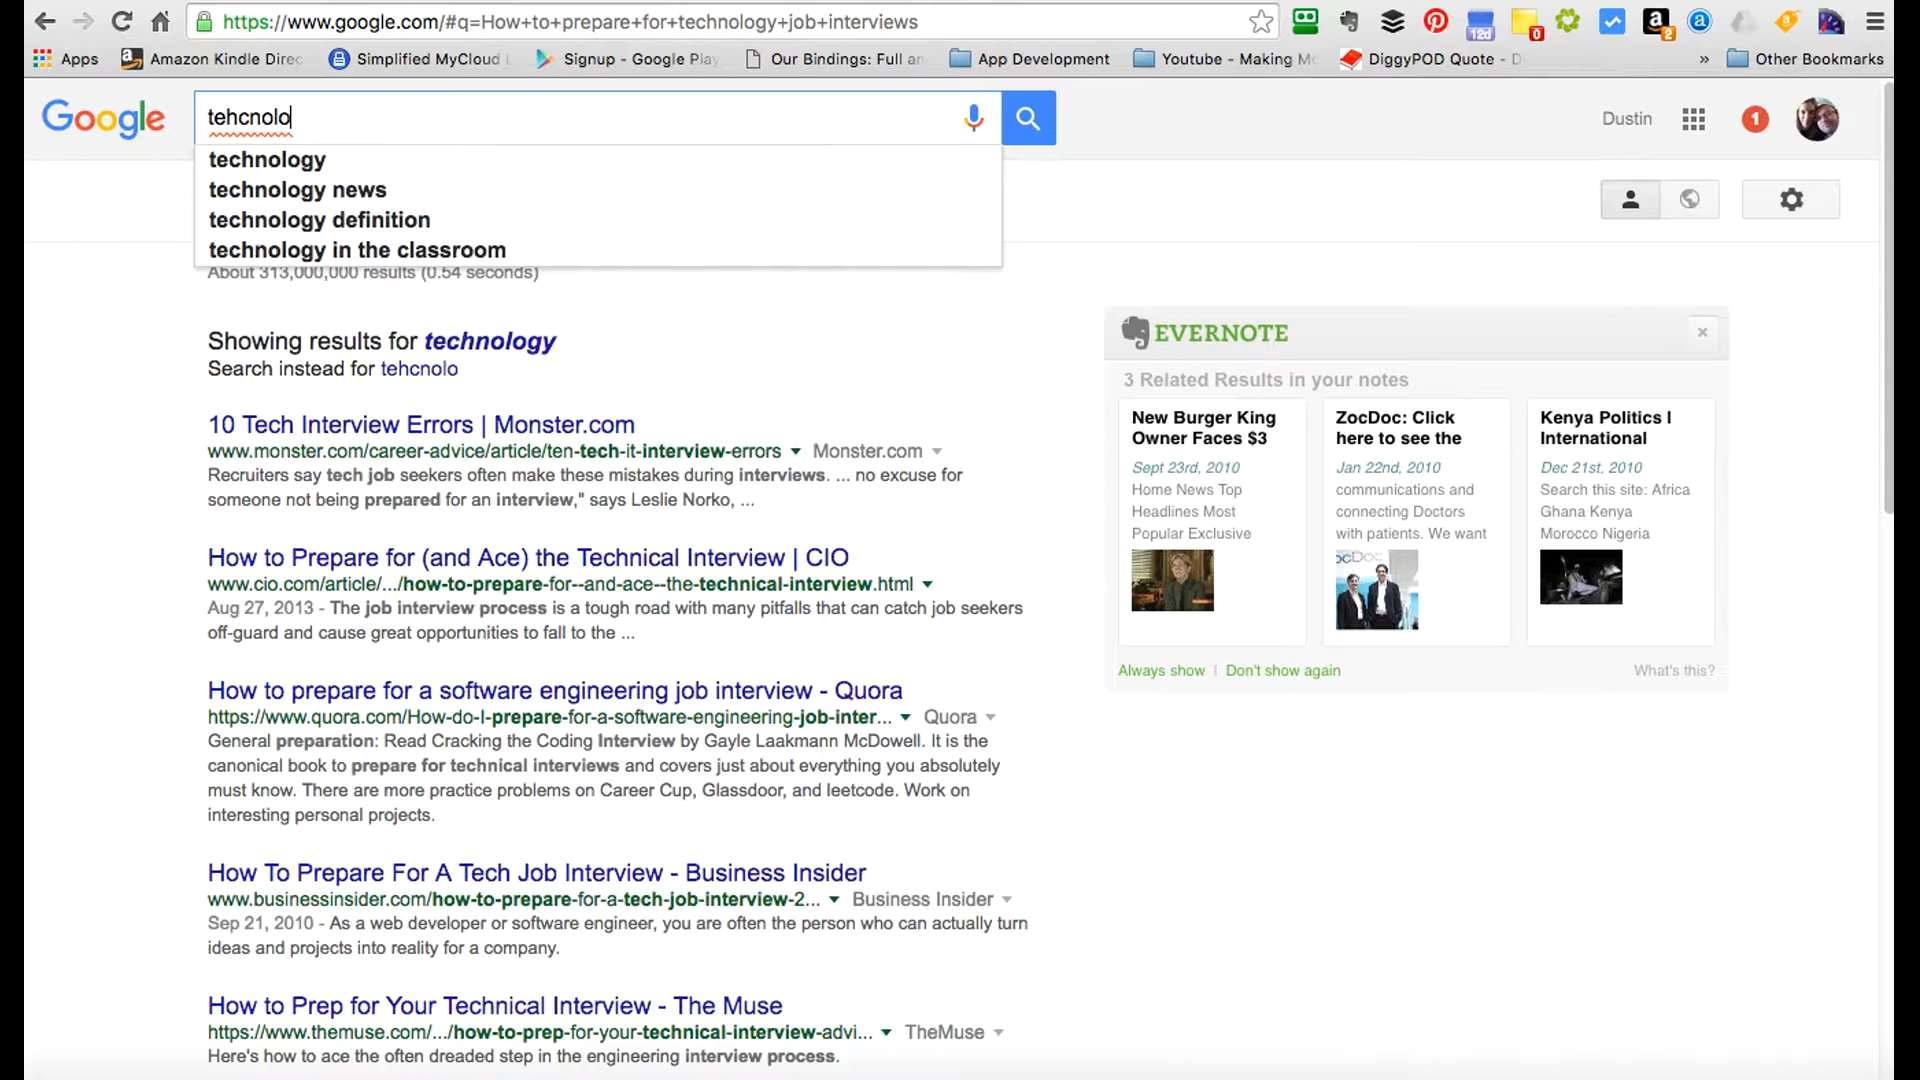 https://www.google.com/#q=How+to+prepare+for+technology+job+interviews
12d
0
a
2
a
Apps
Amazon Kindle Direc
Simplified MyCloud
Signup - Google Play
Our Bindings: Full an
App Development
Youtube - Making M
DiggyPOD Quote - D
»
Other Bookmarks
Google
tehcnolo
Dustin
1
technology
technology news
technology definition
technology in the classroom
About 313,000,000 results (0.54 seconds)
Showing results for technology
Search instead for tehcnolo
10 Tech Interview Errors | Monster.com
www.monster.com/career-advice/article/ten-tech-it-interview-errors Monster.com
Recruiters say tech job seekers often make these mistakes during interviews. ... no excuse for
someone not being prepared for an interview," says Leslie Norko, ...
How to Prepare for (and Ace) the Technical Interview | CIO
www.cio.com/article/.../how-to-prepare-for--and-ace--the-technical-interview.html
Aug 27, 2013 - The job interview process is a tough road with many pitfalls that can catch job seekers
off-guard and cause great opportunities to fall to the ...
How to prepare for a software engineering job interview - Quora
https://www.quora.com/How-do-I-prepare-for-a-software-engineering-job-inter... Quora
General preparation: Read Cracking the Coding Interview by Gayle Laakmann McDowell. It is the
canonical book to prepare for technical interviews and covers just about everything you absolutely
must know. There are more practice problems on Career Cup, Glassdoor, and leetcode. Work on
interesting personal projects.
How To Prepare For A Tech Job Interview - Business Insider
www.businessinsider.com/how-to-prepare-for-a-tech-job-interview-2... Business Insider
Sep 21, 2010 - As a web developer or software engineer, you are often the person who can actually turn
ideas and projects into reality for a company.
How to Prep for Your Technical Interview - The Muse
https://www.themuse.com/.../how-to-prep-for-your-technical-interview-advi... TheMuse
Here's how to ace the often dreaded step in the engineering interview process.
EVERNOTE
×
3 Related Results in your notes
New Burger King
Owner Faces $3
Sept 23rd, 2010
Home News Top
Headlines Most
Popular Exclusive
ZocDoc: Click
here to see the
Jan 22nd, 2010
communications and
connecting Doctors
with patients. We want
ocDoc
Kenya Politics I
International
Dec 21st, 2010
Search this site: Africa
Ghana Kenya
Morocco Nigeria
Always show | Don't show again
What's this?